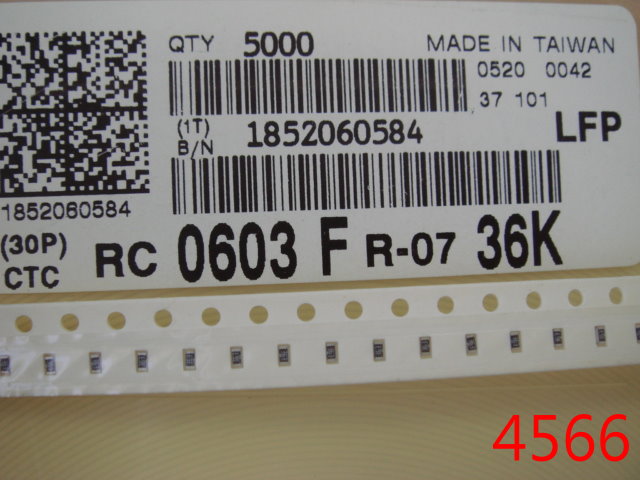 QTY 5000 MADE IN TAIWAN
0520 0042
37 101
(1T)
B/N 1852060584 LFP
1852060584
(30P)
CTC RC 0603 F R-07 36K
4566